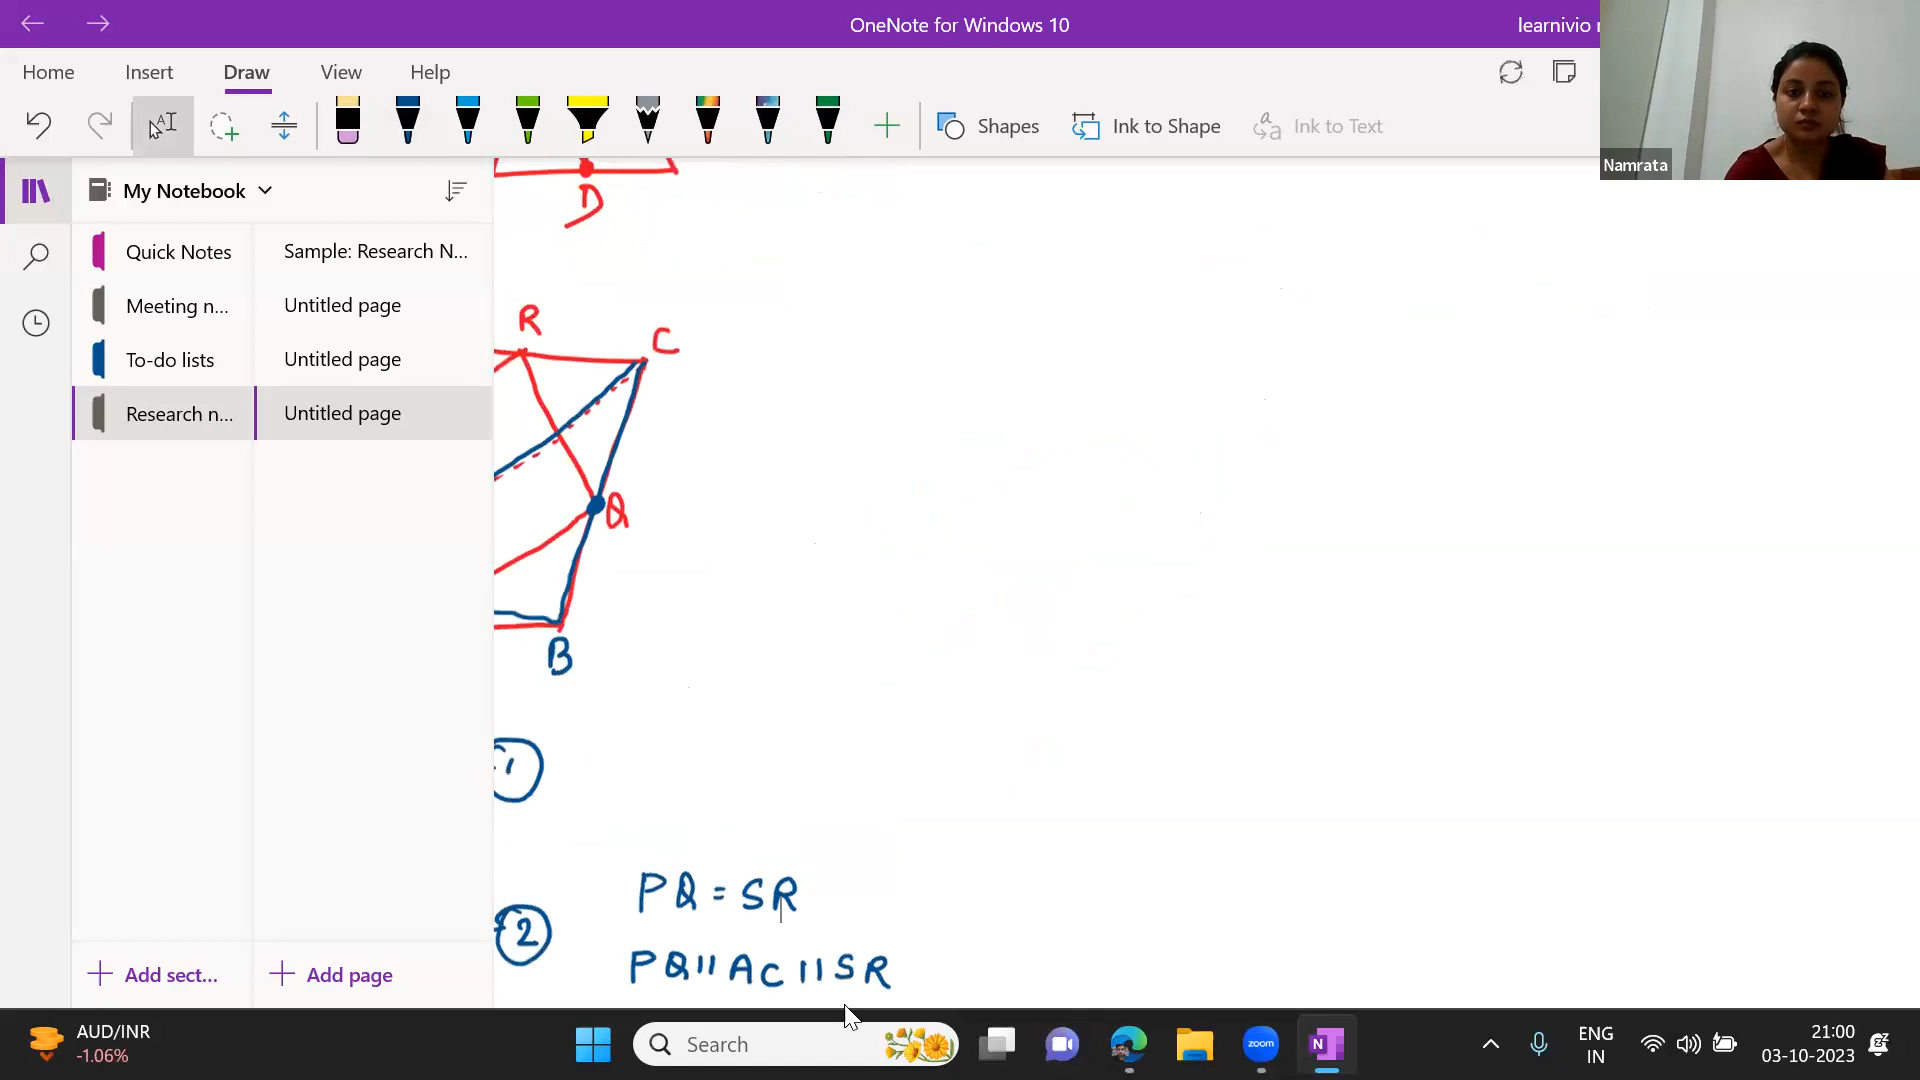 OneNote for Windows 10
learnivio
Home Insert Draw View Help
Shapes Ink to Shape Ink to Text
Namrata
My Notebook
Quick Notes
Meeting n...
To-do lists
Research n...
Sample: Research N...
Untitled page
Untitled page
Untitled page
D
R
C
Q
B
1
PQ = SR
2
PQ || AC || SR
Add sect...
Add page
AUD/INR
-1.06%
Search
zoom
ENG
IN
21:00
03-10-2023